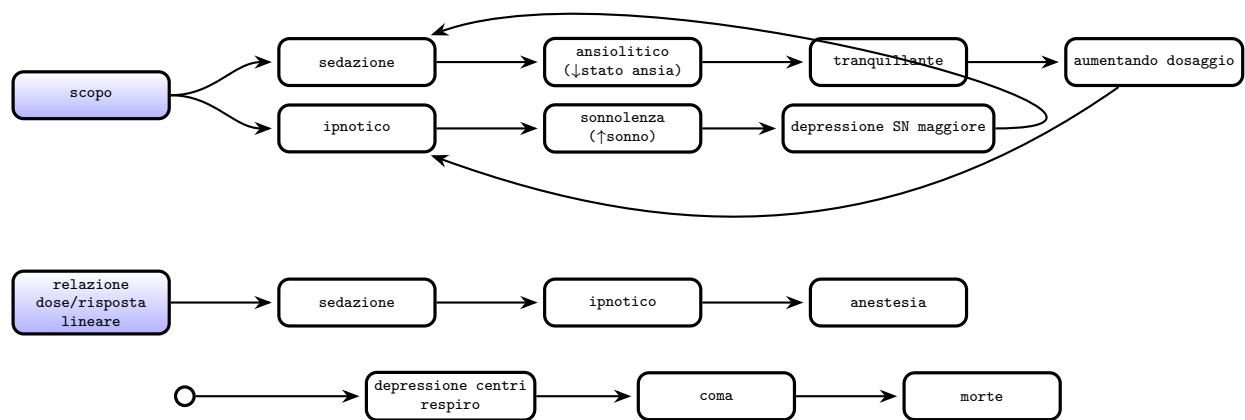 scopo
sedazione
ansiolitico
(↓stato ansia)
tranquillante
aumentando dosaggio
ipnotico
sonnolenza
(↑sonno)
depressione SN maggiore
relazione
dose/risposta
lineare
sedazione
ipnotico
anestesia
depressione centri
respiro
coma
morte